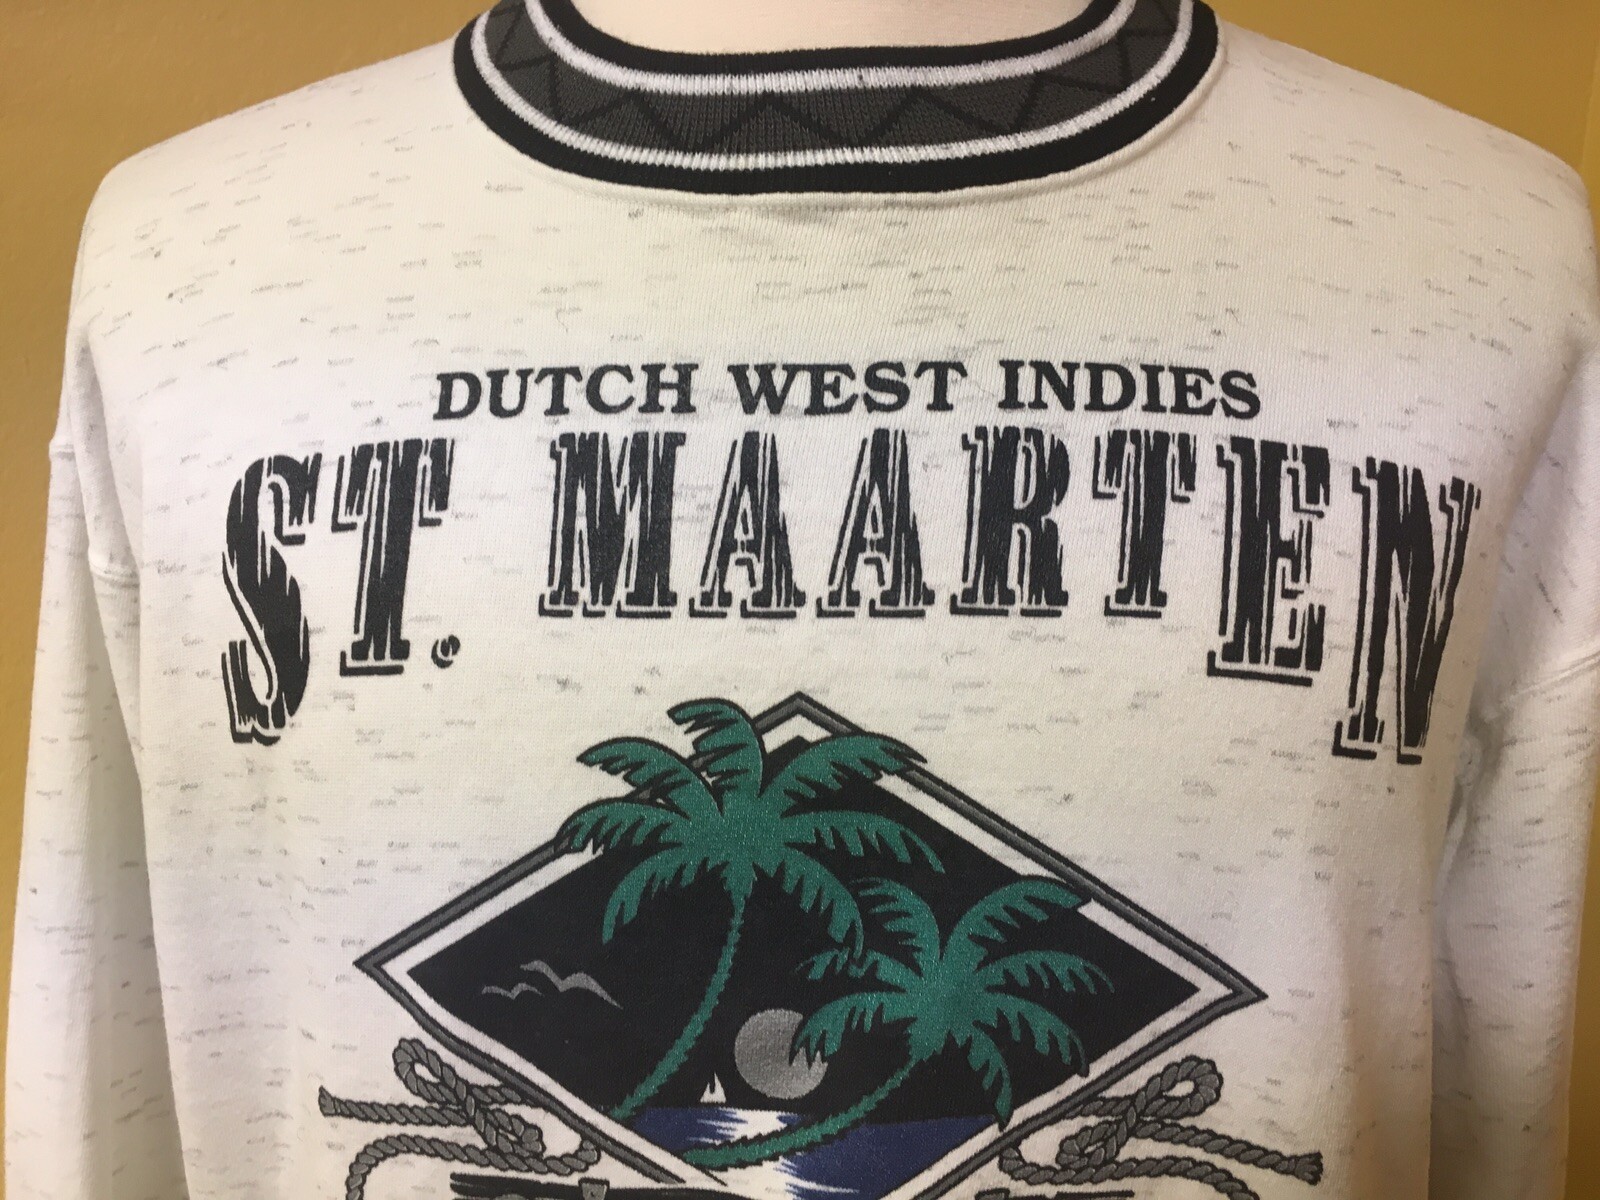 DUTCH WEST INDIES
ST. MAARTEN